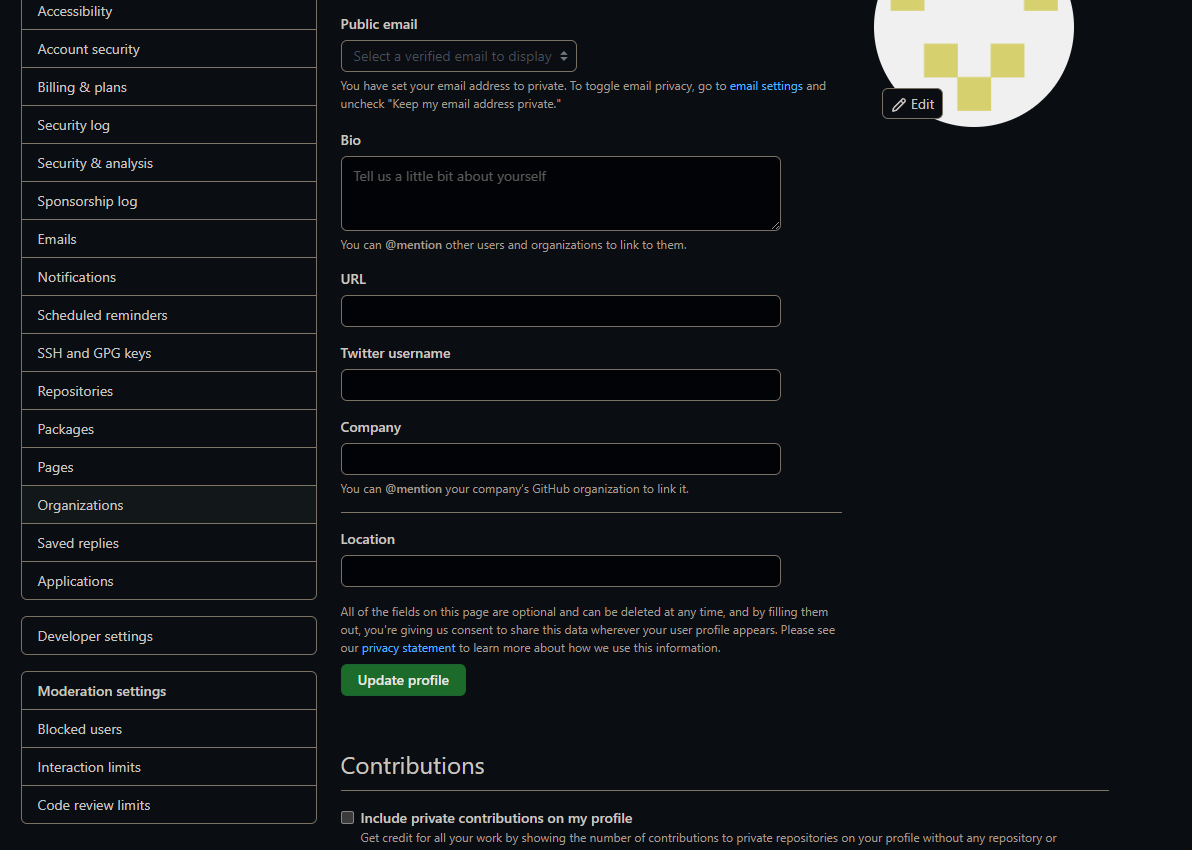 Accessibility
Account security
Billing & plans
Security log
Security & analysis
Sponsorship log
Emails
Notifications
Scheduled reminders
SSH and GPG keys
Repositories
Packages
Pages
Organizations
Saved replies
Applications
Developer settings
Moderation settings
Blocked users
Interaction limits
Code review limits
Public email
Select a verified email to display
You have set your email address to private. To toggle email privacy, go to email settings and
uncheck "Keep my email address private."
Edit
Bio
Tell us a little bit about yourself
You can @mention other users and organizations to link to them.
URL
Twitter username
Company
You can @mention your company's GitHub organization to link it.
Location
All of the fields on this page are optional and can be deleted at any time, and by filling them
out, you're giving us consent to share this data wherever your user profile appears. Please see
our privacy statement to learn more about how we use this information.
Update profile
Contributions
Include private contributions on my profile
Get credit for all your work by showing the number of contributions to private repositories on your profile without any repository or